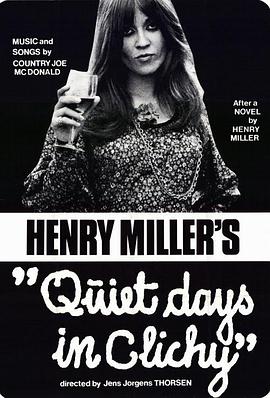 MUSIC and
SONGS by
COUNTRY JOE
MC DONALD
After a
NOVEL
by
HENRY
MILLER
HENRY MILLER'S
"Quiet days
in Clichy"
directed by Jens Jorgens THORSEN